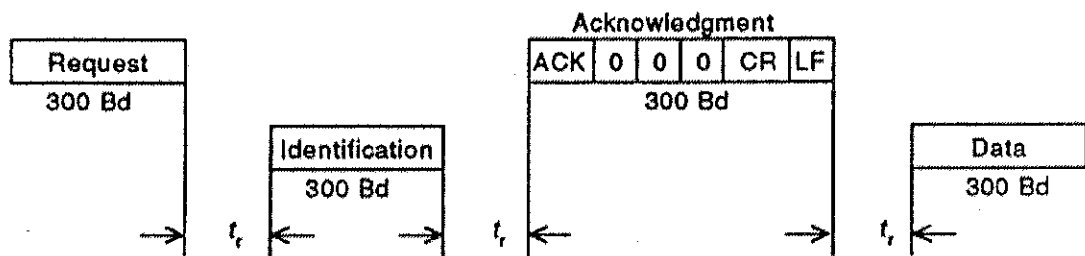 Acknowledgment
Request
ACK 0 0 0 CR LF
300 Bd
300 Bd
Identification
Data
300 Bd
300 Bd
tr
tr
tr